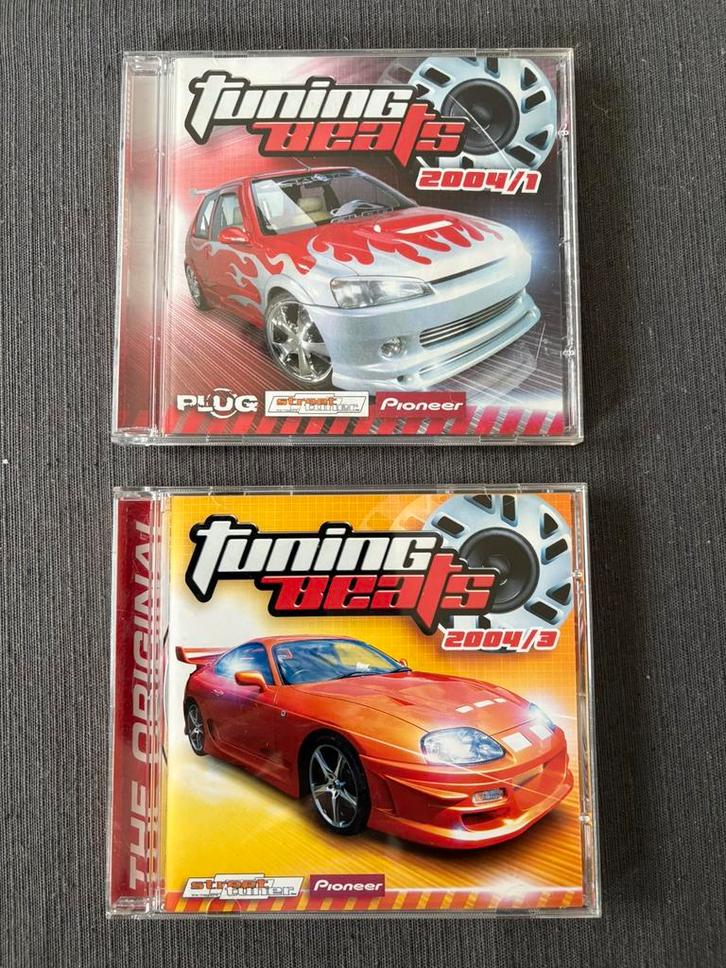 tuning
beats
2004/1
PLUG
street
tuner.
Pioneer
THE ORIGINAL
tuning
beats
2004/3
street
tuner.
Pioneer